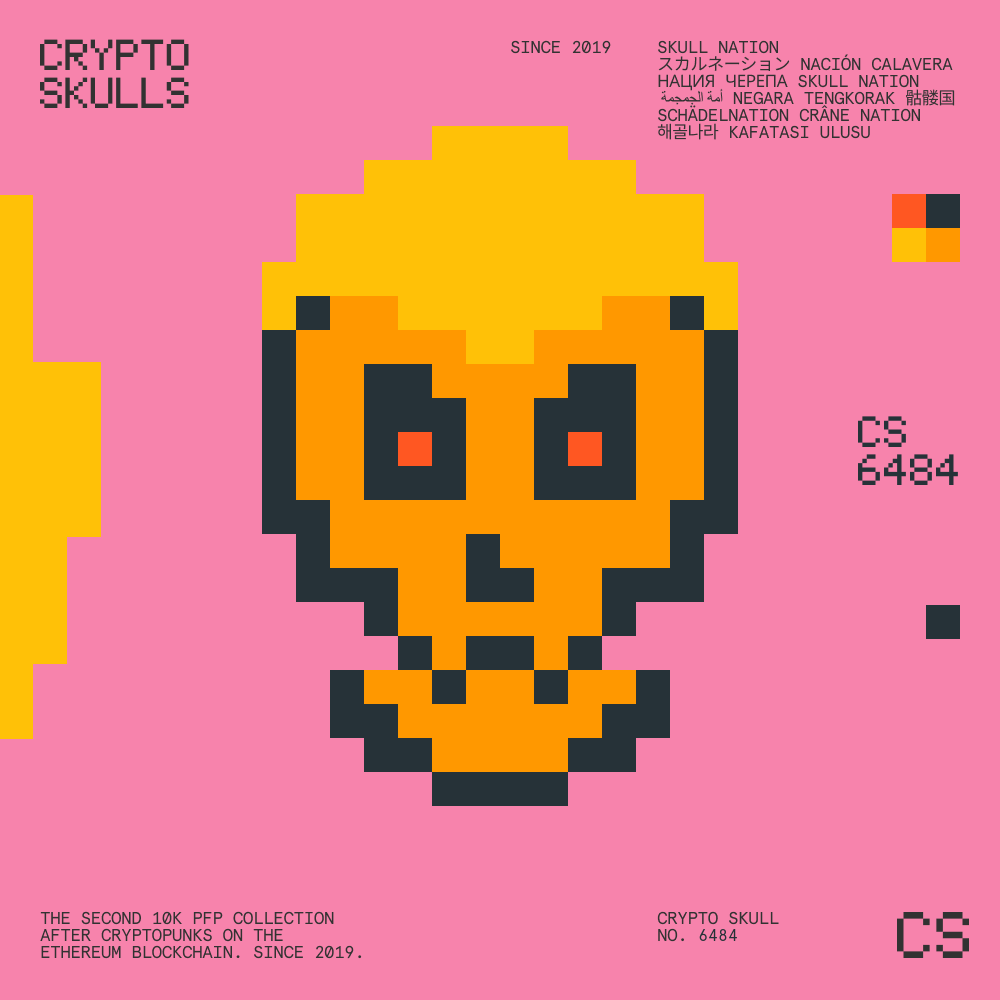 CRYPTO
SKULLS
SINCE 2019
SKULL NATION
スカルネーション NACIÓN CALAVERA
НАЦИЯ ЧЕРЕПА SKULL NATION
أمة الجمجمة NEGARA TENGKORAK 骷髅国
SCHÄDELNATION CRÂNE NATION
해골나라 KAFATASI ULUSU
CS
6484
THE SECOND 10K PFP COLLECTION
AFTER CRYPTOPUNKS ON THE
ETHEREUM BLOCKCHAIN. SINCE 2019.
CRYPTO SKULL
NO. 6484
CS